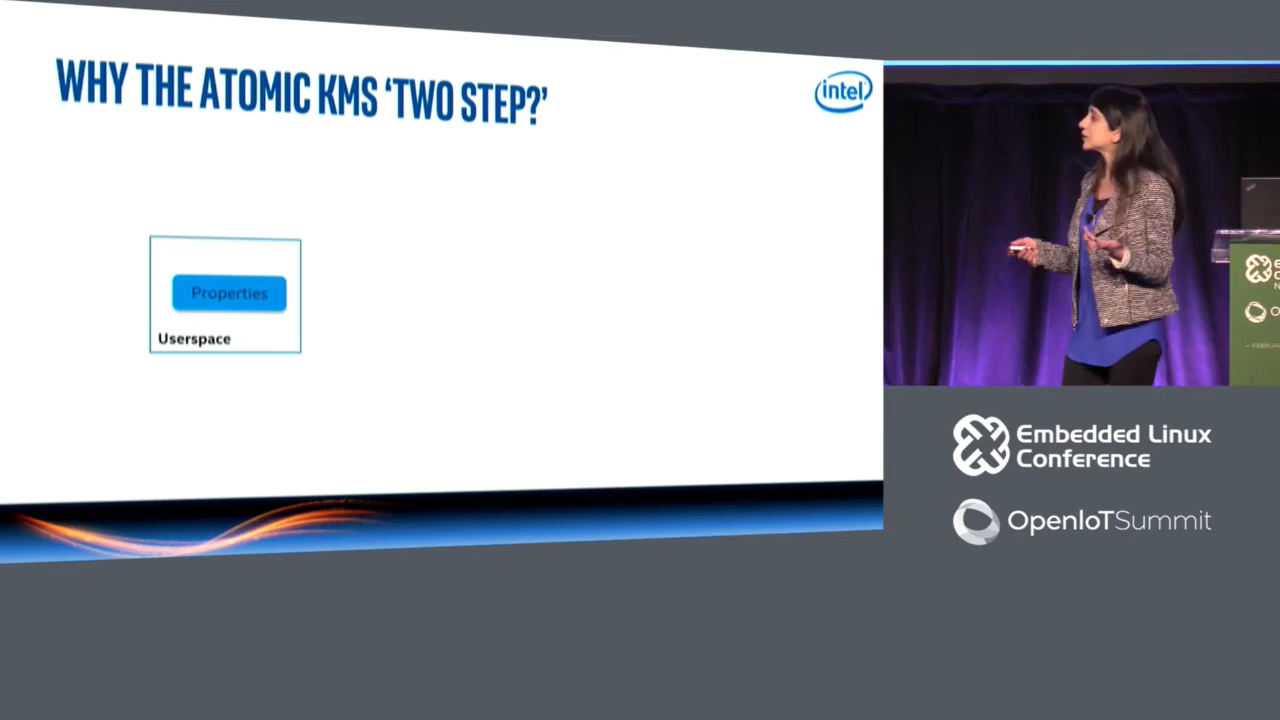 WHY THE ATOMIC KMS ‘TWO STEP?’
intel
Properties
Userspace
Embedded Linux
Conference
OpenIoTSummit